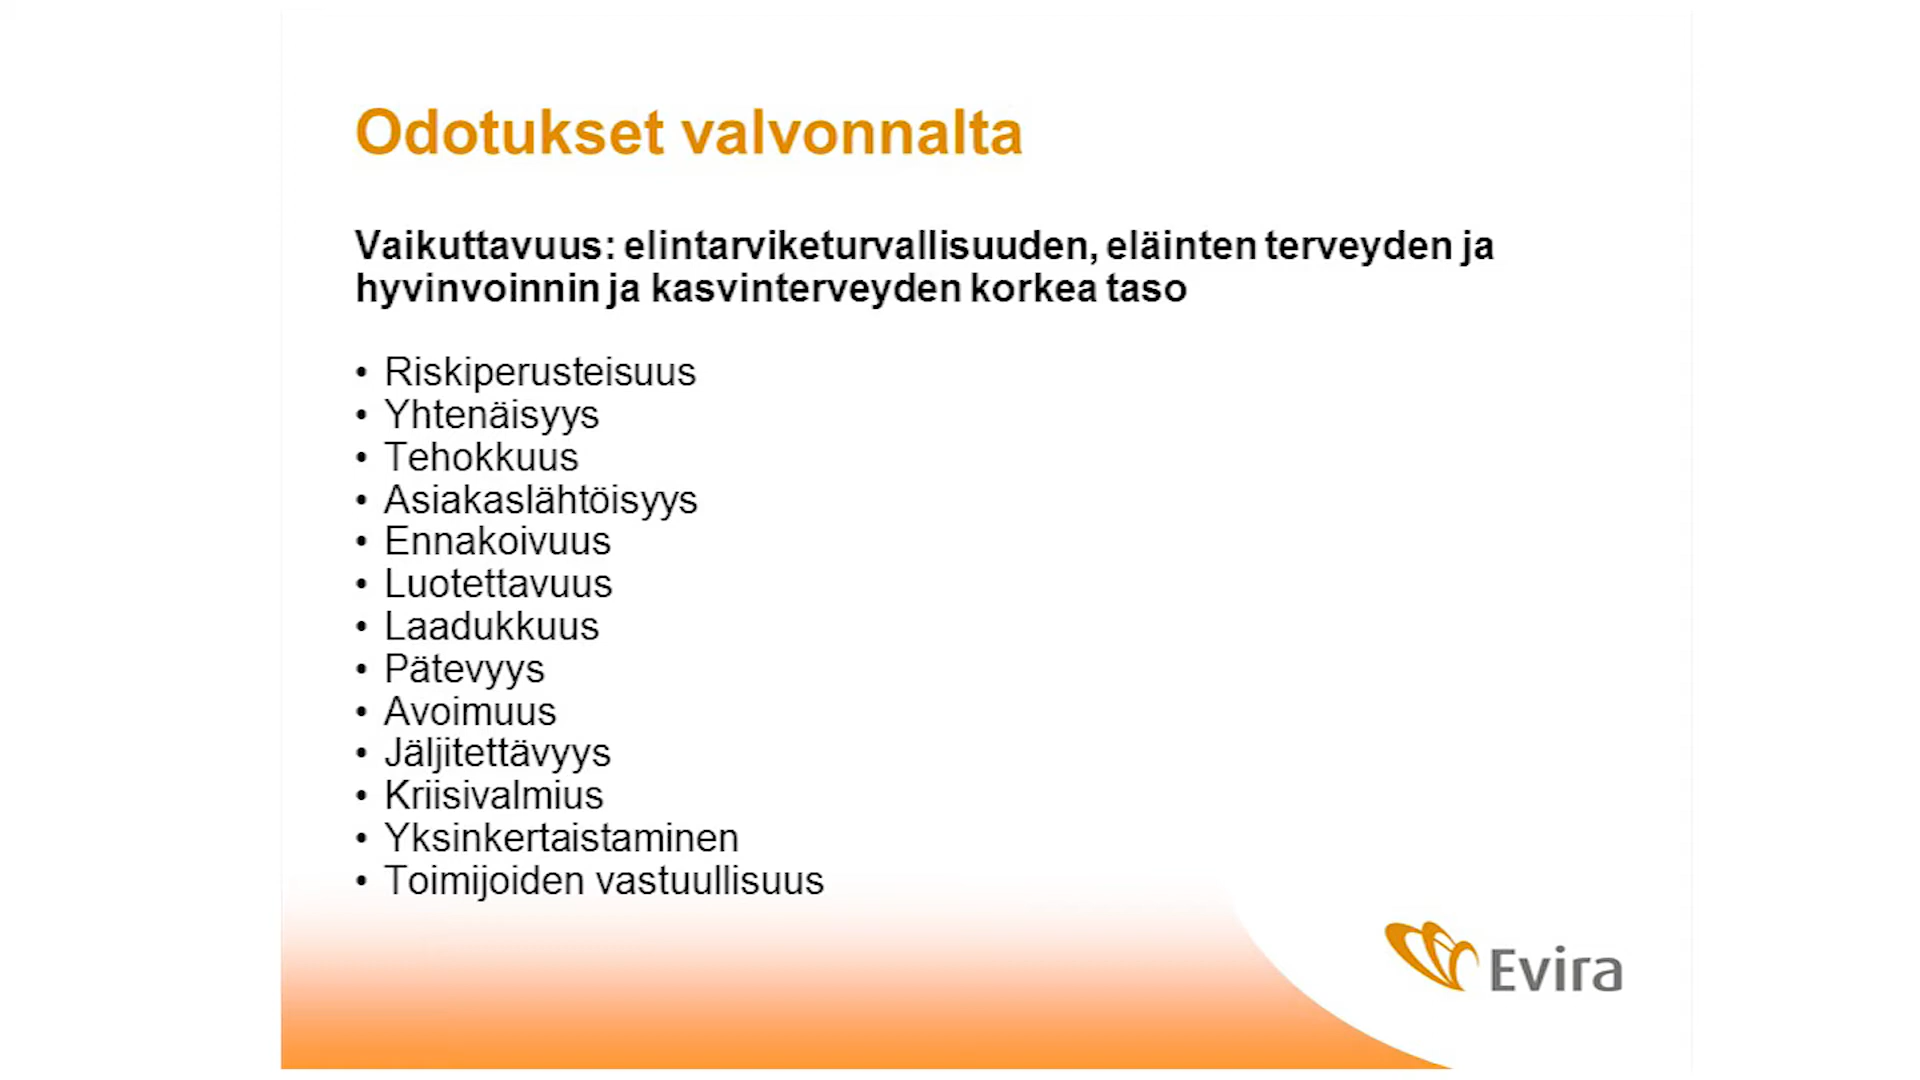 Odotukset valvonnalta
Vaikuttavuus: elintarviketurvallisuuden, eläinten terveyden ja
hyvinvoinnin ja kasvinterveyden korkea taso
• Riskiperusteisuus
• Yhtenäisyys
• Tehokkuus
• Asiakaslähtöisyys
• Ennakoivuus
• Luotettavuus
• Laadukkuus
• Pätevyys
• Avoimuus
• Jäljitettävyys
• Kriisivalmius
• Yksinkertaistaminen
• Toimijoiden vastuullisuus
Evira